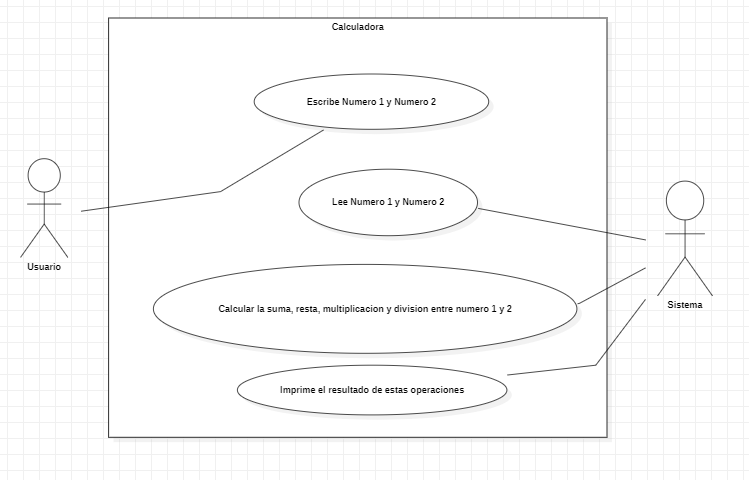 Calculadora
Escribe Numero 1 y Numero 2
Lee Numero 1 y Numero 2
Usuario
Sistema
Calcular la suma, resta, multiplicacion y division entre numero 1 y 2
Imprime el resultado de estas operaciones